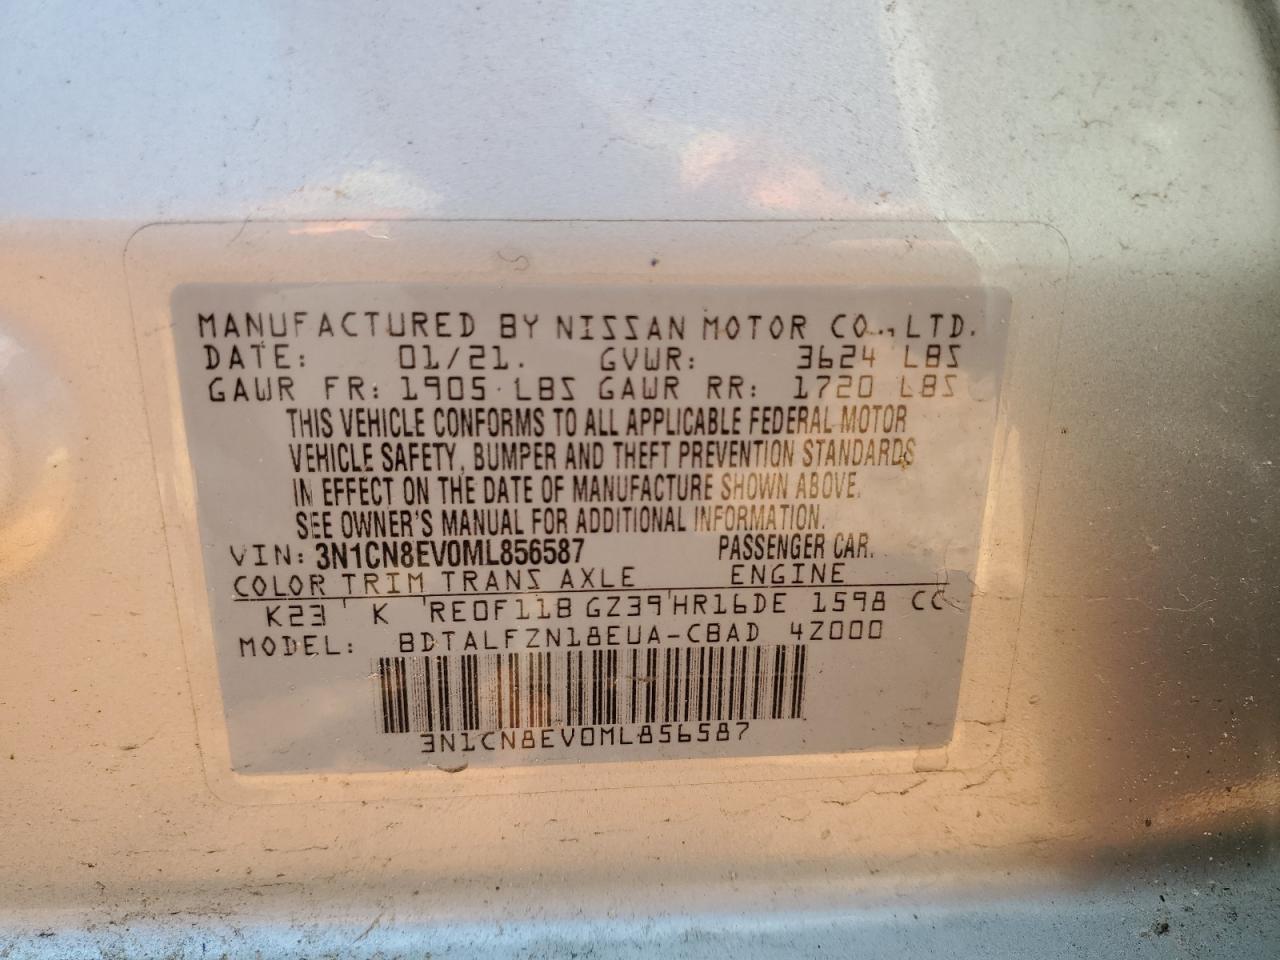 MANUFACTURED BY NISSAN MOTOR CO., LTD.
DATE: 01/21. GVWR: 3624 LBS
GAWR FR: 1905 LBS GAWR RR: 1720 LBS
THIS VEHICLE CONFORMS TO ALL APPLICABLE FEDERAL MOTOR
VEHICLE SAFETY, BUMPER AND THEFT PREVENTION STANDARDS
IN EFFECT ON THE DATE OF MANUFACTURE SHOWN ABOVE.
SEE OWNER'S MANUAL FOR ADDITIONAL INFORMATION.
VIN: 3N1CN8EV0ML856587 PASSENGER CAR.
COLOR TRIM TRANS AXLE ENGINE
K23 K RE0F11B GZ39 HR16DE 1598 CC
MODEL: BDTALFZN18EUA-CBAD 4Z000
3N1CN8EV0ML856587